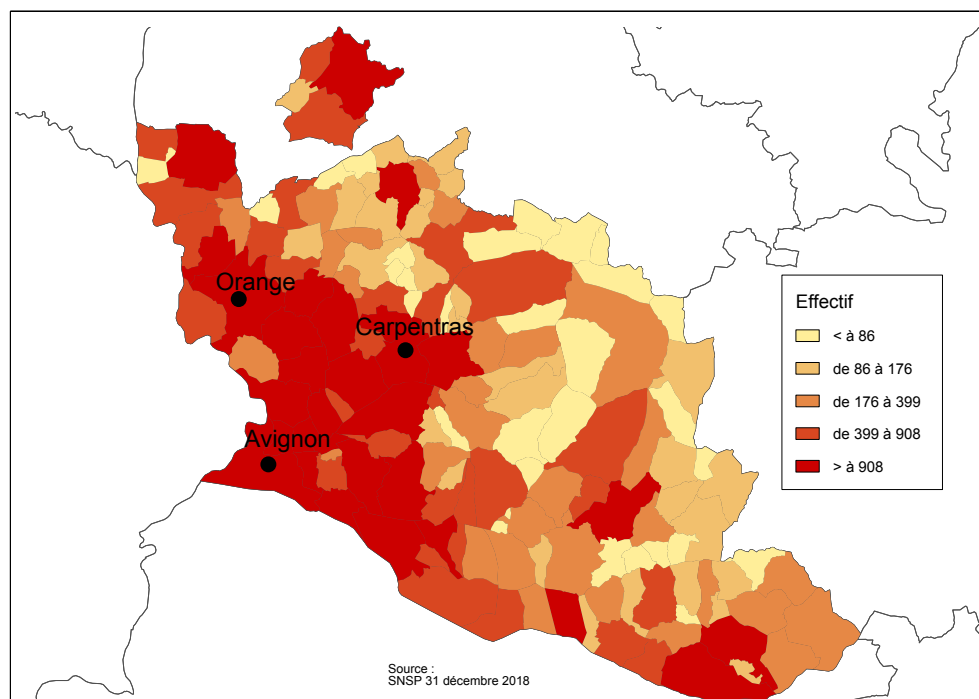 Orange
Carpentras
Avignon
Effectif
< à 86
de 86 à 176
de 176 à 399
de 399 à 908
> à 908
Source :
SNSP 31 décembre 2018